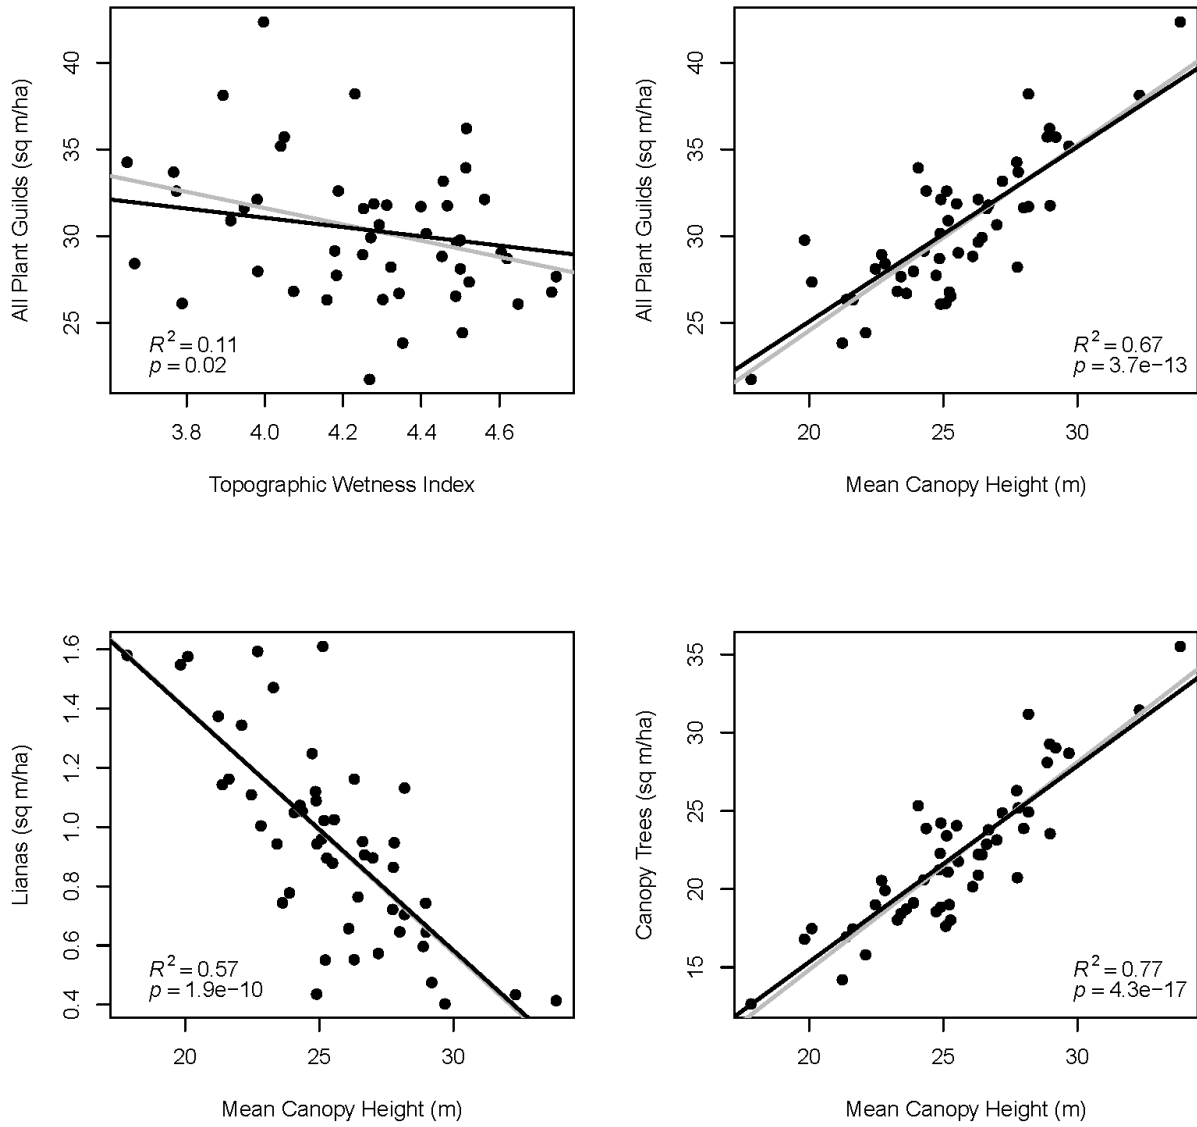 All Plant Guilds (sq m/ha)
40
35
30
25
R² = 0.11
p = 0.02
3.8 4.0 4.2 4.4 4.6
Topographic Wetness Index
All Plant Guilds (sq m/ha)
40
35
30
25
R² = 0.67
p = 3.7e−13
20 25 30
Mean Canopy Height (m)
Lianas (sq m/ha)
1.6
1.4
1.2
1.0
0.8
0.6
0.4
R² = 0.57
p = 1.9e−10
20 25 30
Mean Canopy Height (m)
Canopy Trees (sq m/ha)
35
30
25
20
15
R² = 0.77
p = 4.3e−17
20 25 30
Mean Canopy Height (m)